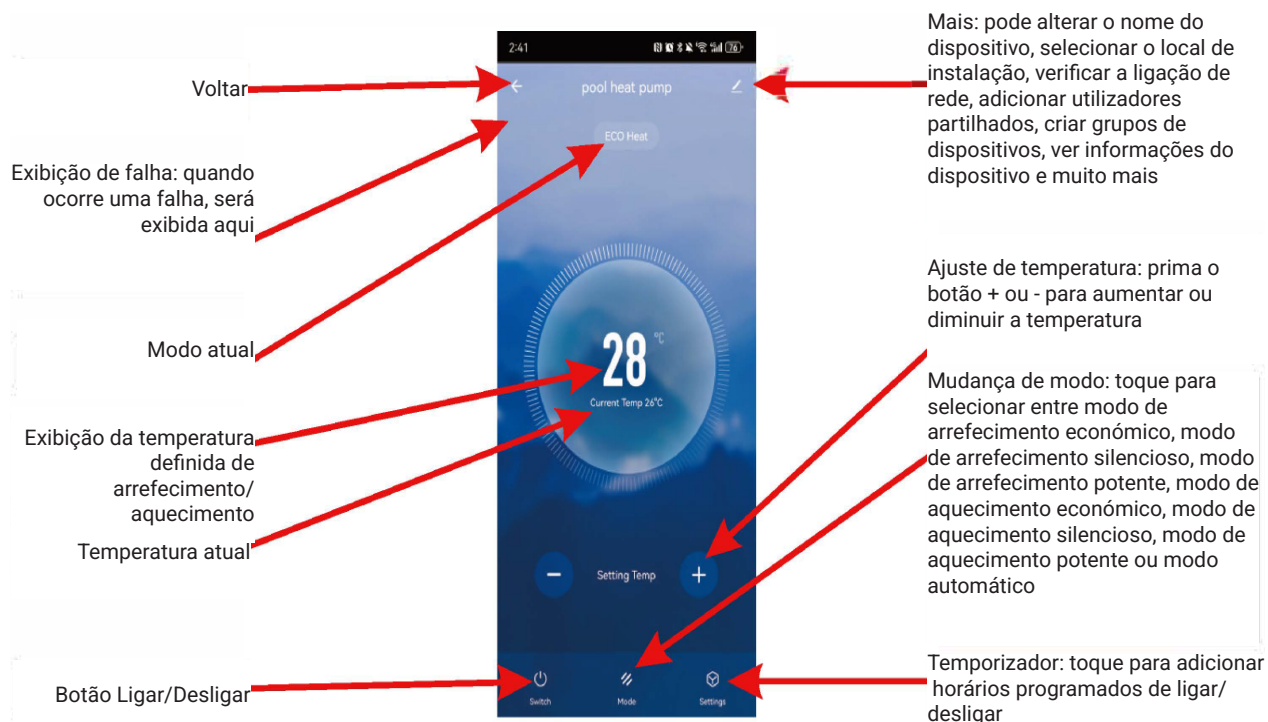 Voltar
Exibição de falha: quando
ocorre uma falha, será
exibida aqui
Modo atual
Exibição da temperatura
definida de
arrefecimento/
aquecimento
Temperatura atual
Botão Ligar/Desligar
2:41
76
pool heat pump
ECO Heat
28 °C
Current Temp 26°C
− Setting Temp +
Switch
Mode
Settings
Mais: pode alterar o nome do
dispositivo, selecionar o local de
instalação, verificar a ligação de
rede, adicionar utilizadores
partilhados, criar grupos de
dispositivos, ver informações do
dispositivo e muito mais
Ajuste de temperatura: prima o
botão + ou - para aumentar ou
diminuir a temperatura
Mudança de modo: toque para
selecionar entre modo de
arrefecimento económico, modo
de arrefecimento silencioso, modo
de arrefecimento potente, modo de
aquecimento económico, modo de
aquecimento silencioso, modo de
aquecimento potente ou modo
automático
Temporizador: toque para adicionar
horários programados de ligar/
desligar